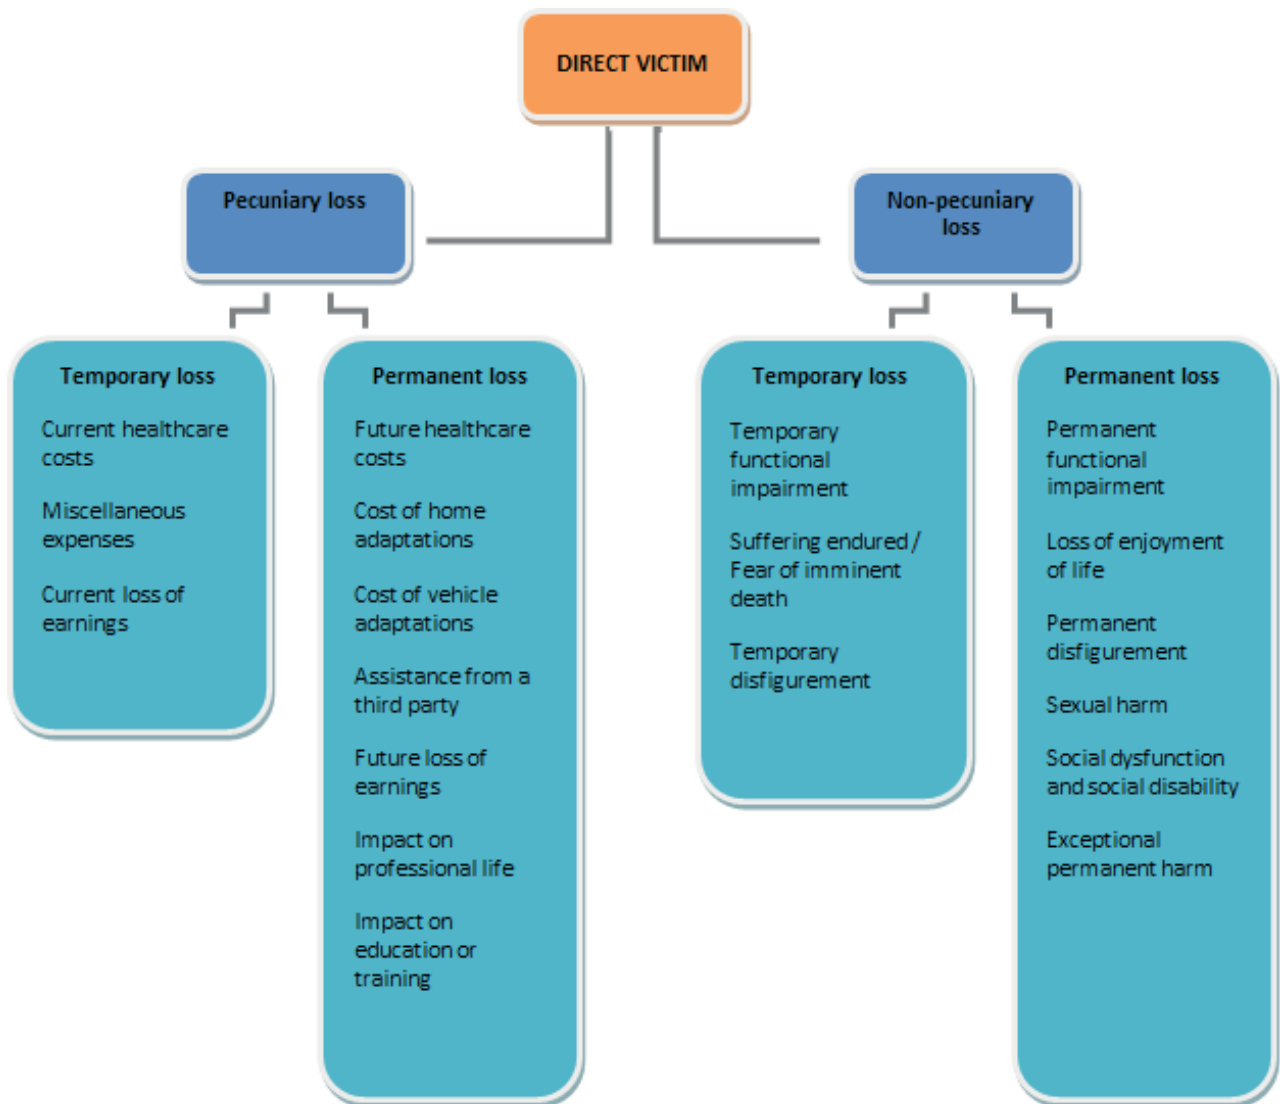 DIRECT VICTIM
Pecuniary loss
Non-pecuniary
loss
Temporary loss
Current healthcare
costs
Miscellaneous
expenses
Current loss of
earnings
Permanent loss
Future healthcare
costs
Cost of home
adaptations
Cost of vehicle
adaptations
Assistance from a
third party
Future loss of
earnings
Impact on
professional life
Impact on
education or
training
Temporary loss
Temporary
functional
impairment
Suffering endured /
Fear of imminent
death
Temporary
disfigurement
Permanent loss
Permanent
functional
impairment
Loss of enjoyment
of life
Permanent
disfigurement
Sexual harm
Social dysfunction
and social disability
Exceptional
permanent harm